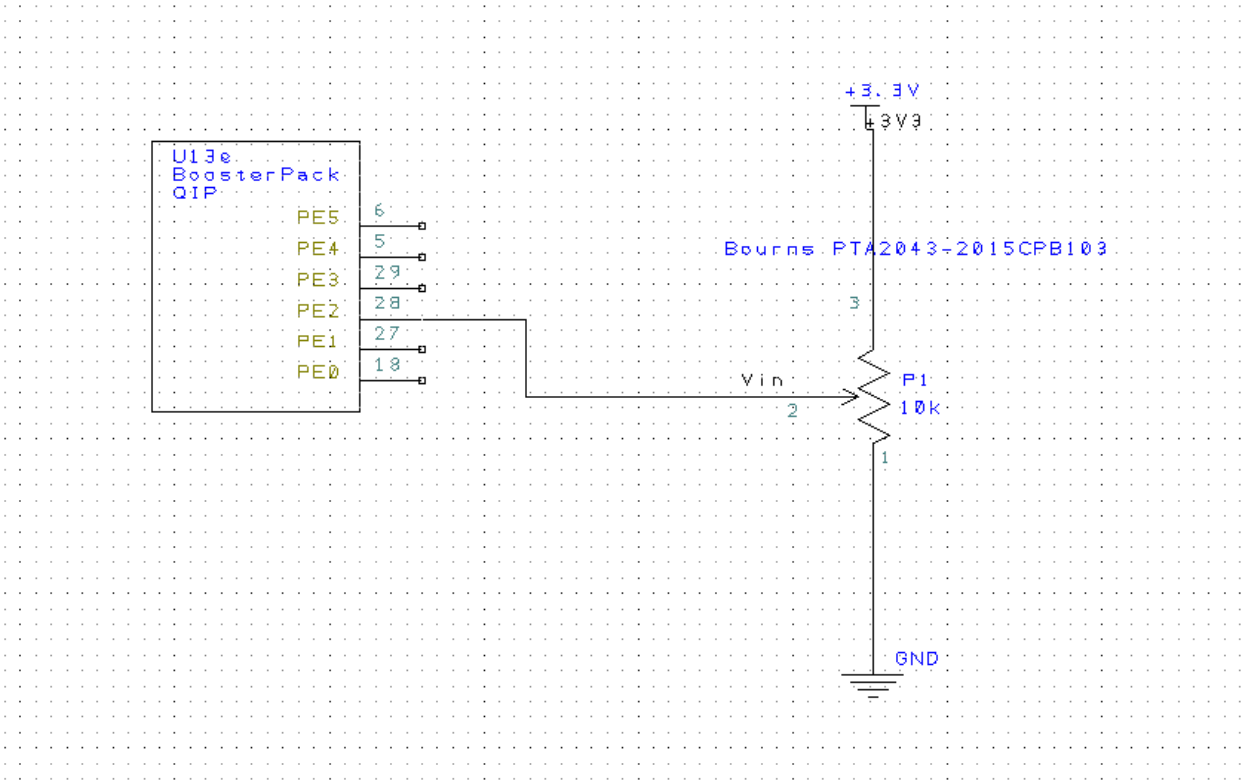 +3.3V
+3V3
U13e
BoosterPack
QIP
PE5 6
PE4 5
PE3 29
PE2 28
PE1 27
PE0 18
Bourns PTA2043-2015CPB103
3
Vin
2
P1
10k
1
GND